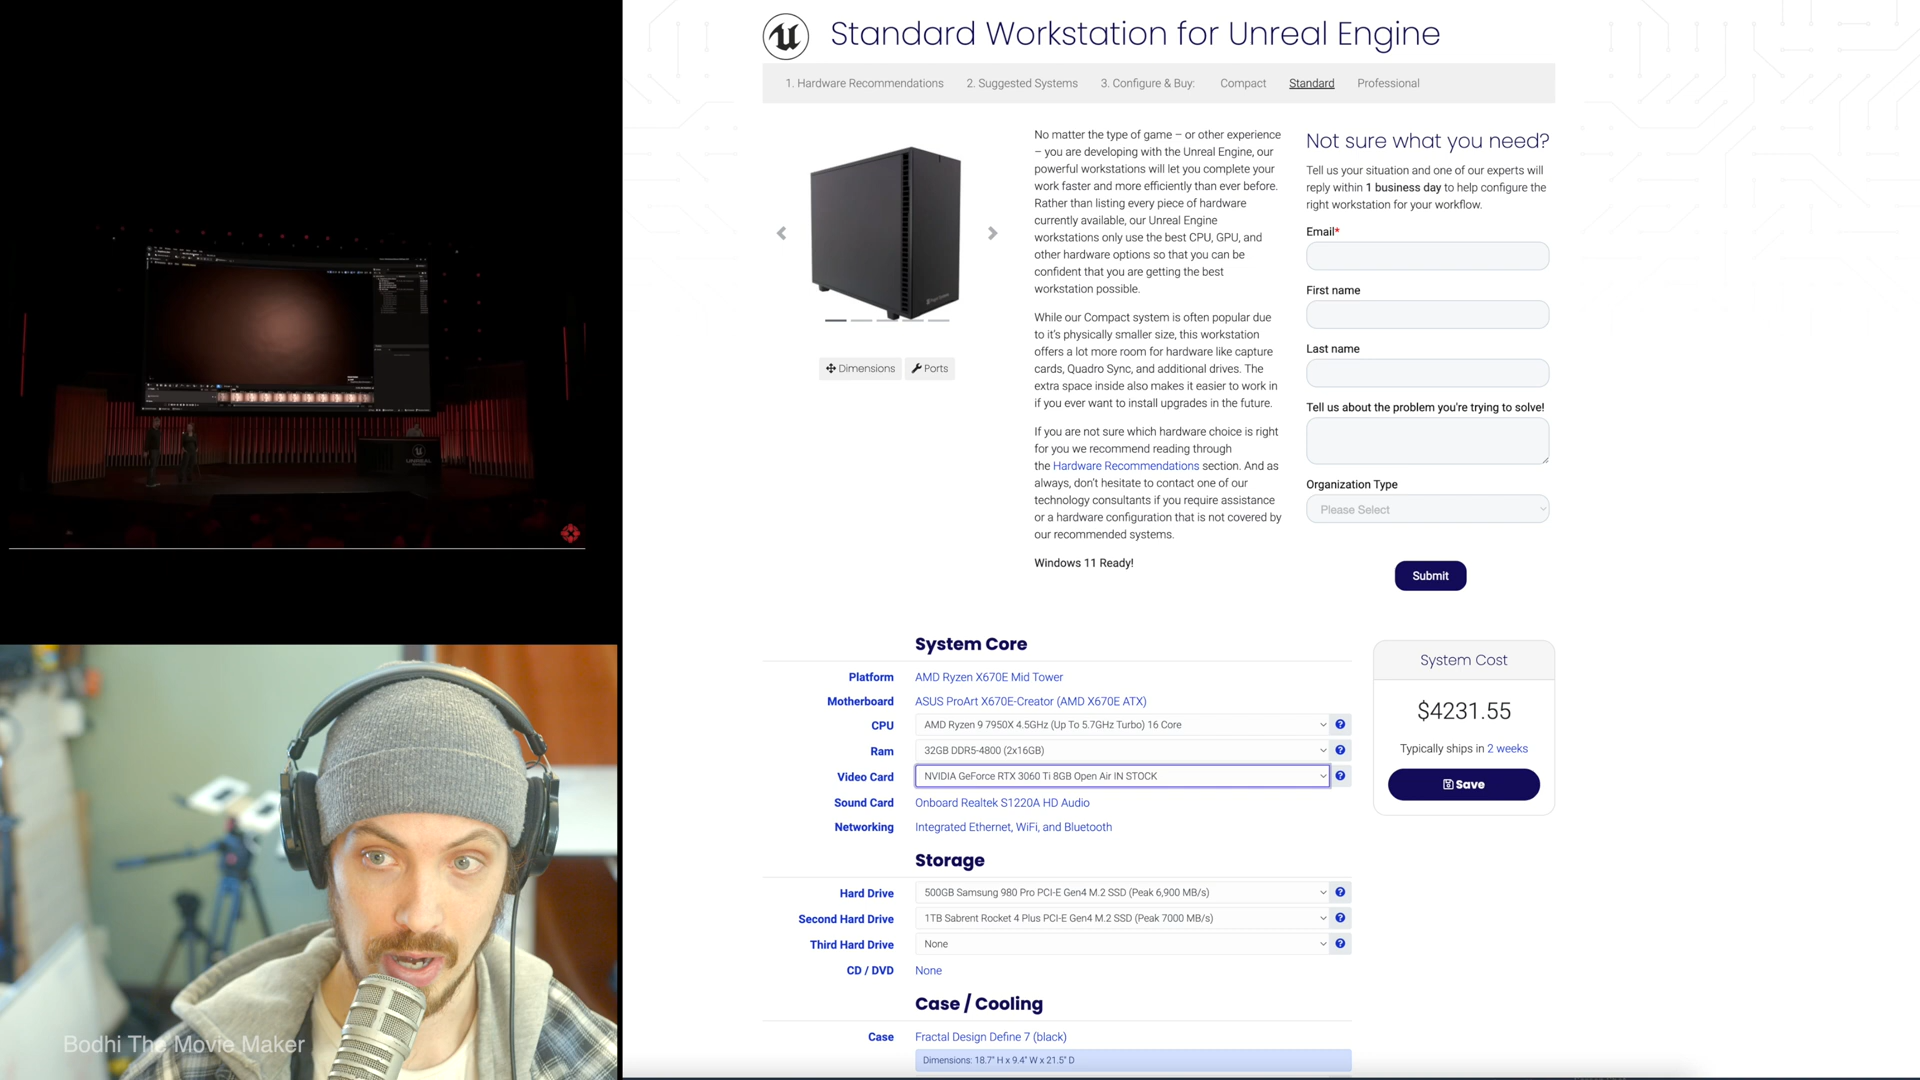 Standard Workstation for Unreal Engine
1. Hardware Recommendations 2. Suggested Systems 3. Configure & Buy: Compact Standard Professional
No matter the type of game – or other experience
– you are developing with the Unreal Engine, our
powerful workstations will let you complete your
work faster and more efficiently than ever before.
Rather than listing every piece of hardware
currently available, our Unreal Engine
workstations only use the best CPU, GPU, and
other hardware options so that you can be
confident that you are getting the best
workstation possible.
While our Compact system is often popular due
to it's physically smaller size, this workstation
offers a lot more room for hardware like capture
cards, Quadro Sync, and additional drives. The
extra space inside also makes it easier to work in
if you ever want to install upgrades in the future.
If you are not sure which hardware choice is right
for you we recommend reading through
the Hardware Recommendations section. And as
always, don't hesitate to contact one of our
technology consultants if you require assistance
or a hardware configuration that is not covered by
our recommended systems.
Windows 11 Ready!
Dimensions
Ports
Not sure what you need?
Tell us your situation and one of our experts will
reply within 1 business day to help configure the
right workstation for your workflow.
Email*
First name
Last name
Tell us about the problem you're trying to solve!
Organization Type
Please Select
Submit
System Core
Platform AMD Ryzen X670E Mid Tower
Motherboard ASUS ProArt X670E-Creator (AMD X670E ATX)
CPU AMD Ryzen 9 7950X 4.5GHz (Up To 5.7GHz Turbo) 16 Core
Ram 32GB DDR5-4800 (2x16GB)
Video Card NVIDIA GeForce RTX 3060 Ti 8GB Open Air IN STOCK
Sound Card Onboard Realtek S1220A HD Audio
Networking Integrated Ethernet, WiFi, and Bluetooth
Storage
Hard Drive 500GB Samsung 980 Pro PCI-E Gen4 M.2 SSD (Peak 6,900 MB/s)
Second Hard Drive 1TB Sabrent Rocket 4 Plus PCI-E Gen4 M.2 SSD (Peak 7000 MB/s)
Third Hard Drive None
CD / DVD None
Case / Cooling
Case Fractal Design Define 7 (black)
Dimensions: 18.7" H x 9.4" W x 21.5" D
System Cost
$4231.55
Typically ships in 2 weeks
Save
Bodhi The Movie Maker